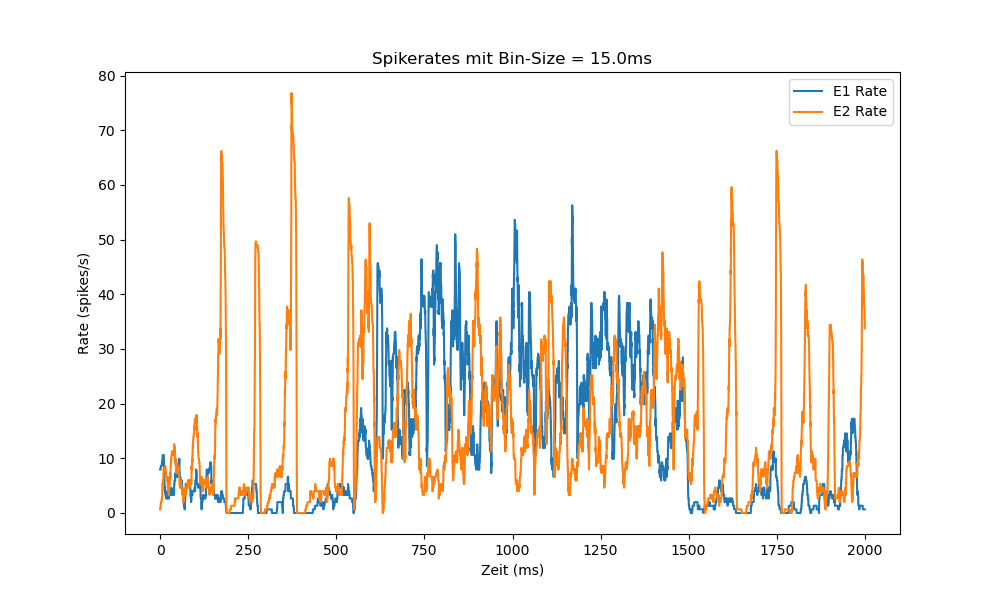 Spikerates mit Bin-Size = 15.0ms
E1 Rate
E2 Rate
80
70
60
50
40
30
20
10
0
Rate (spikes/s)
0 250 500 750 1000 1250 1500 1750 2000
Zeit (ms)